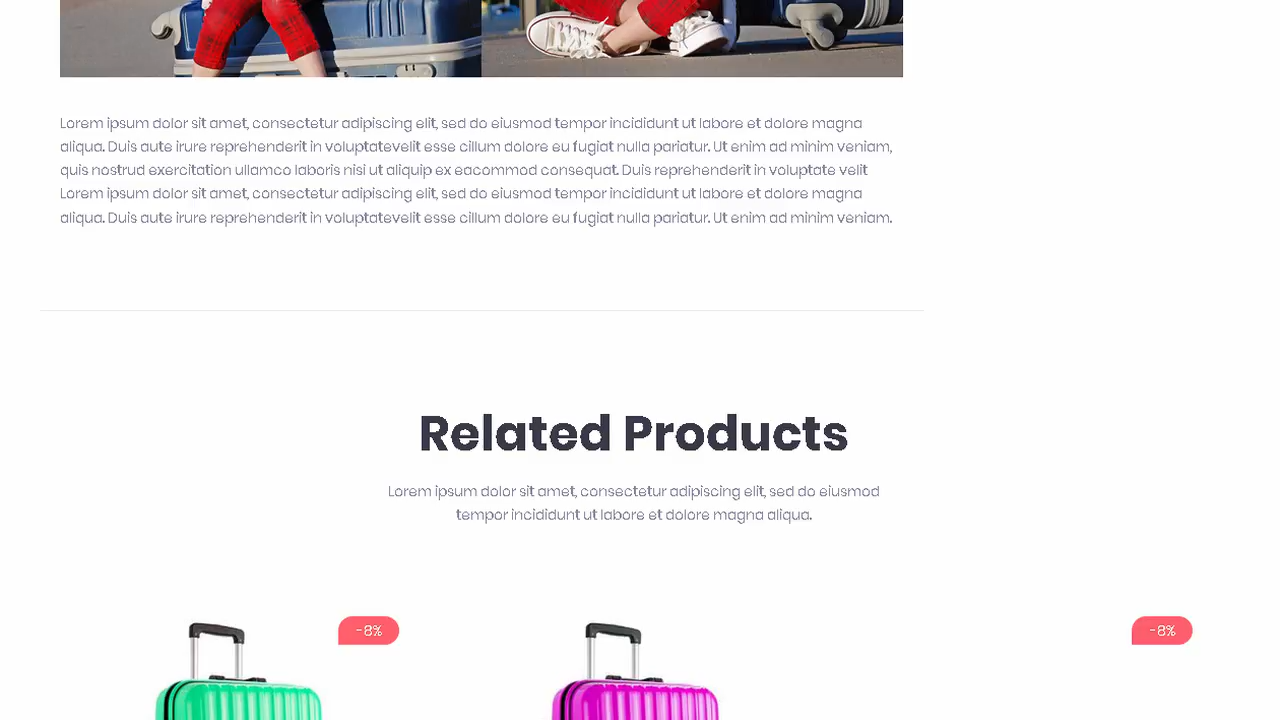 Lorem ipsum dolor sit amet, consectetur adipiscing elit, sed do eiusmod tempor incididunt ut labore et dolore magna
aliqua. Duis aute irure reprehenderit in voluptatevelit esse cillum dolore eu fugiat nulla pariatur. Ut enim ad minim veniam,
quis nostrud exercitation ullamco laboris nisi ut aliquip ex eacommod consequat. Duis reprehenderit in voluptate velit
Lorem ipsum dolor sit amet, consectetur adipiscing elit, sed do eiusmod tempor incididunt ut labore et dolore magna
aliqua. Duis aute irure reprehenderit in voluptatevelit esse cillum dolore eu fugiat nulla pariatur. Ut enim ad minim veniam.
Related Products
Lorem ipsum dolor sit amet, consectetur adipiscing elit, sed do eiusmod
tempor incididunt ut labore et dolore magna aliqua.
-8%
-8%